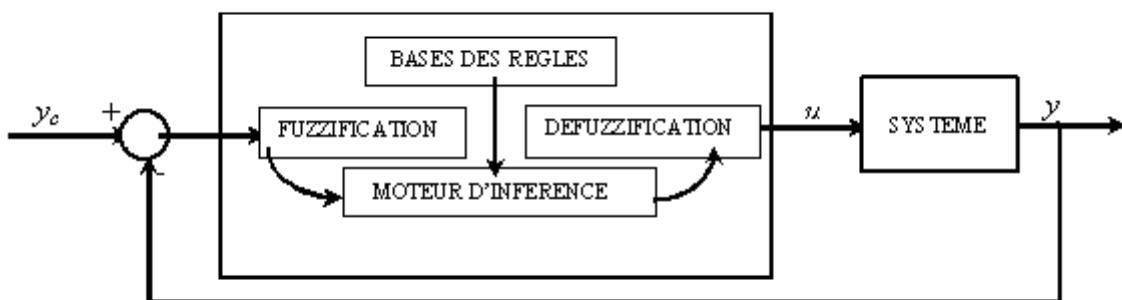 BASES DES REGLES
y_c
+
-
FUZZIFICATION
DEFUZZIFICATION
MOTEUR D'INFERENCE
u
SYSTEME
y